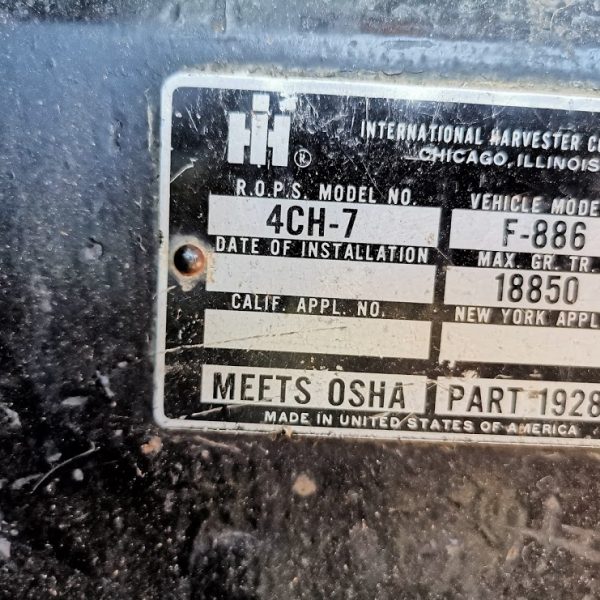 IH ®
INTERNATIONAL HARVESTER CO
CHICAGO, ILLINOIS
R.O.P.S. MODEL NO.
VEHICLE MODE
4CH-7
F-886
DATE OF INSTALLATION
MAX. GR. TR.
18850
CALIF. APPL. NO.
NEW YORK APPL
MEETS OSHA
PART 1928
MADE IN UNITED STATES OF AMERICA